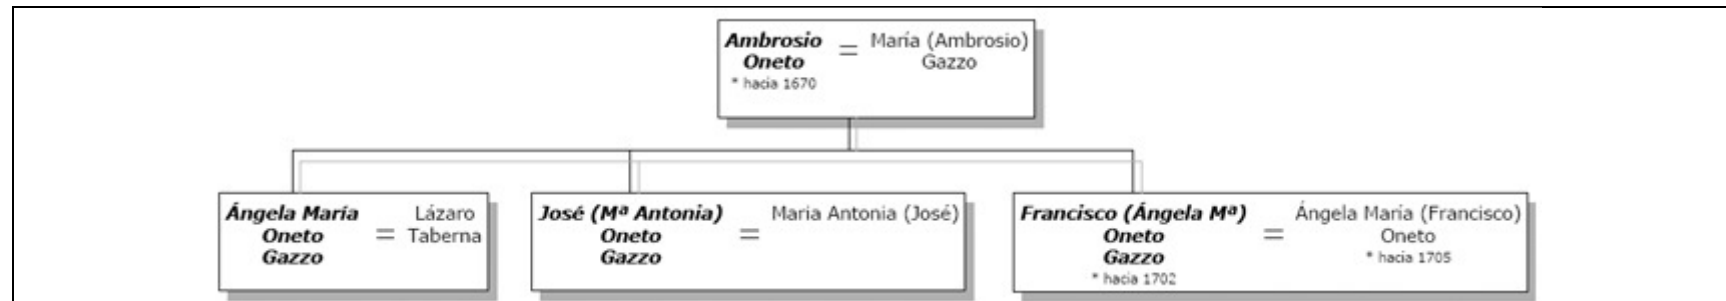 Ambrosio
Oneto
* hacia 1670
=
María (Ambrosio)
Gazzo
Ángela María
Oneto
Gazzo
=
Lázaro
Taberna
José (Mª Antonia)
Oneto
Gazzo
=
Maria Antonia (José)
Francisco (Ángela Mª)
Oneto
Gazzo
* hacia 1702
=
Ángela María (Francisco)
Oneto
* hacia 1705